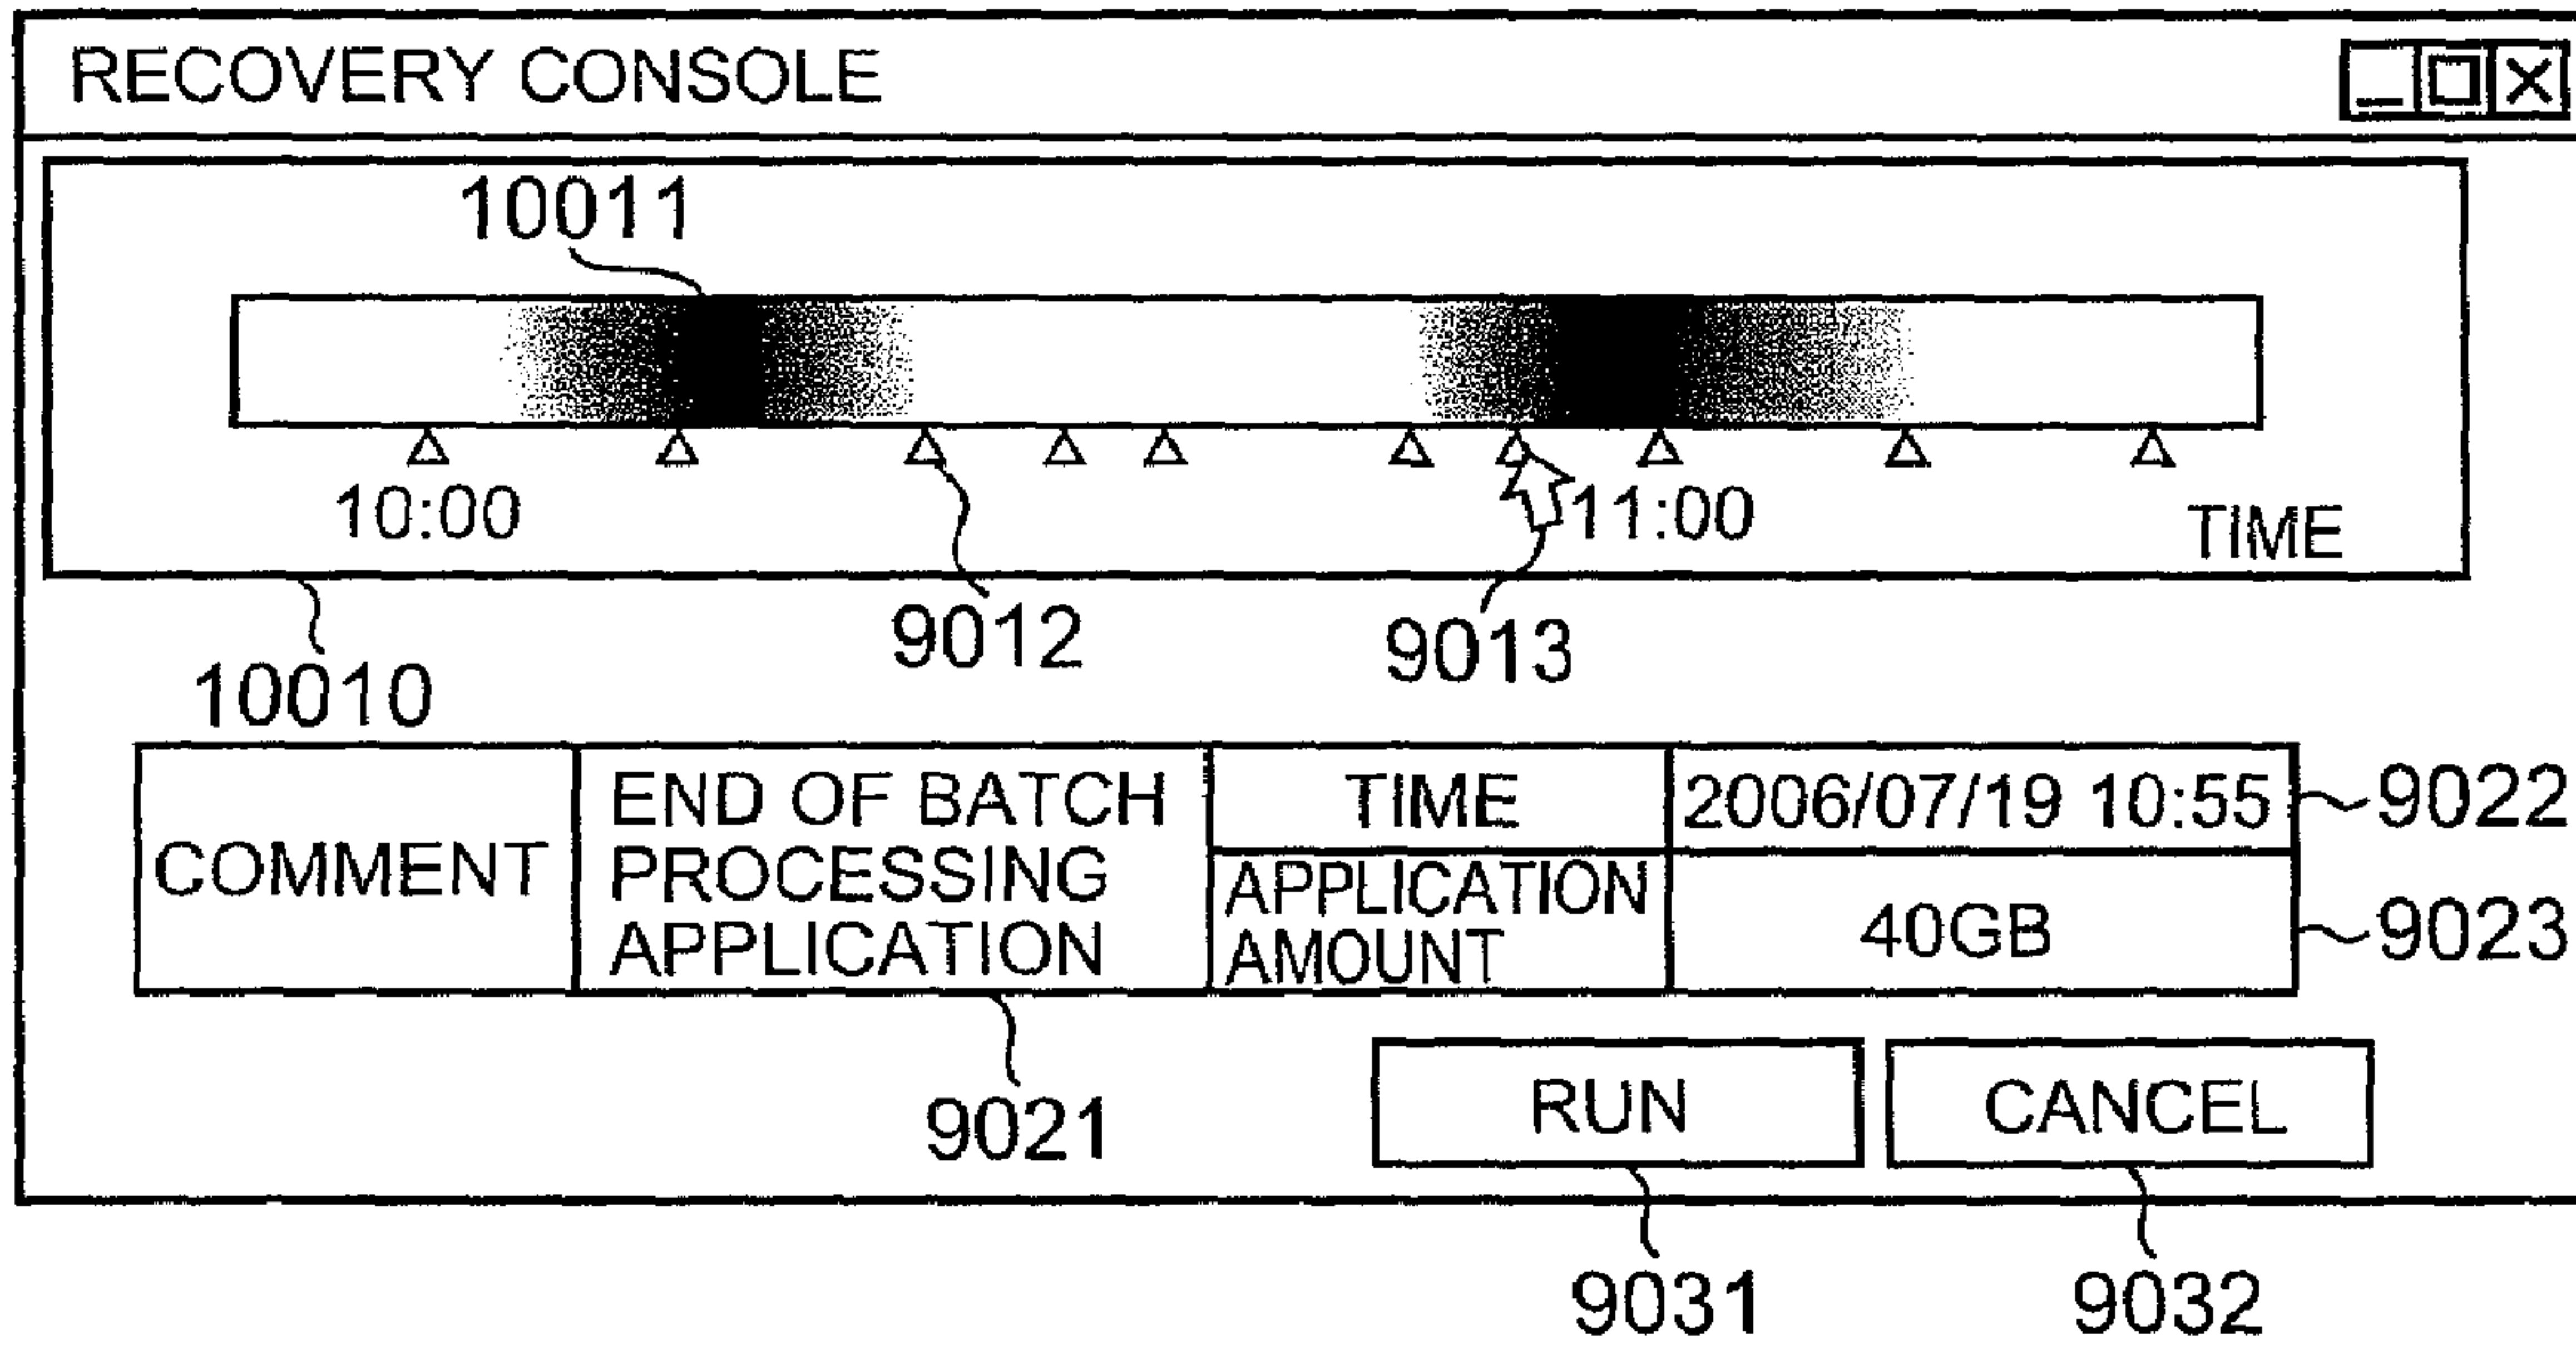 RECOVERY CONSOLE
10011
10:00
11:00
TIME
9012
9013
10010
COMMENT
END OF BATCH
PROCESSING
APPLICATION
TIME
2006/07/19 10:55
9022
APPLICATION
AMOUNT
40GB
9023
9021
RUN
CANCEL
9031
9032